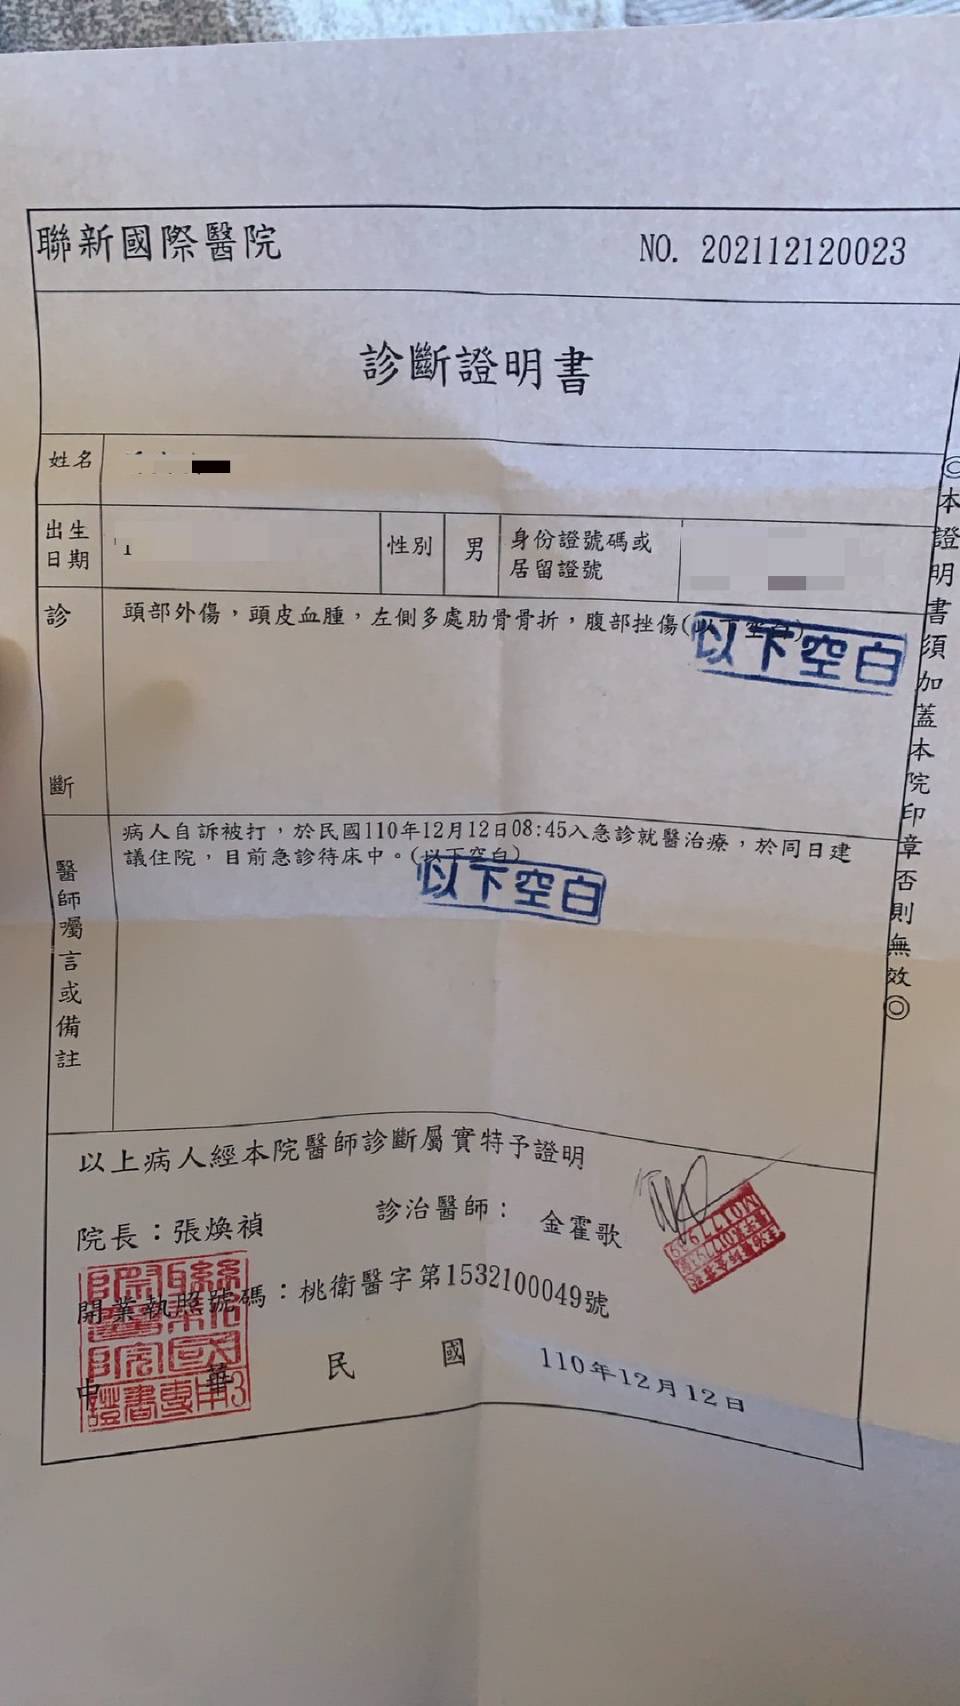 聯新國際醫院
NO. 202112120023
診斷證明書
姓名
出生日期
性別
男
身份證號碼或
居留證號
診斷
頭部外傷,頭皮血腫,左側多處肋骨骨折,腹部挫傷(以下空白)
以下空白
醫師囑言或備註
病人自訴被打,於民國110年12月12日08:45入急診就醫治療,於同日建
議住院,目前急診待床中。(以下空白)
以下空白
◎本證明書須加蓋本院印章否則無效◎
以上病人經本院醫師診斷屬實特予證明
院長:張煥禎
診治醫師:
金霍歌
開業執照號碼:桃衛醫字第1532100049號
中華民國
110年12月12日